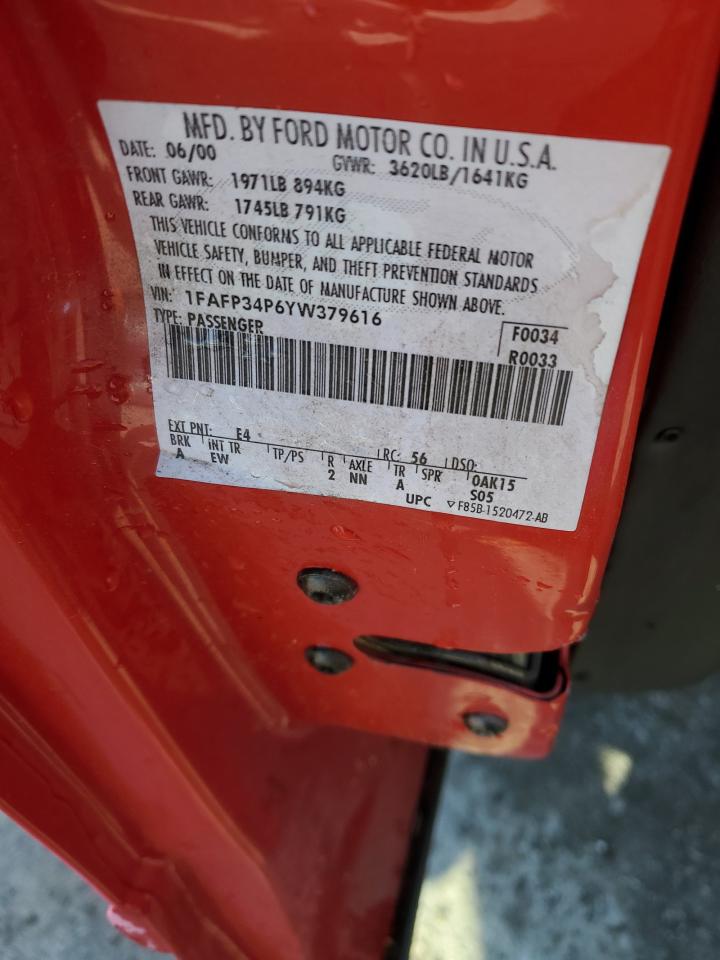 MFD. BY FORD MOTOR CO. IN U.S.A.
DATE: 06/00 GVWR: 3620LB/1641KG
FRONT GAWR: 1971LB 894KG
REAR GAWR: 1745LB 791KG
THIS VEHICLE CONFORMS TO ALL APPLICABLE FEDERAL MOTOR
VEHICLE SAFETY, BUMPER, AND THEFT PREVENTION STANDARDS
IN EFFECT ON THE DATE OF MANUFACTURE SHOWN ABOVE.
VIN: 1FAFP34P6YW379616
TYPE: PASSENGER
F0034
R0033
EXT PNT: E4 RC: 56 DSO:
BRK INT TR TP/PS R AXLE TR SPR 0AK15
A EW 2 NN A S05
UPC ▽ F85B-1520472-AB